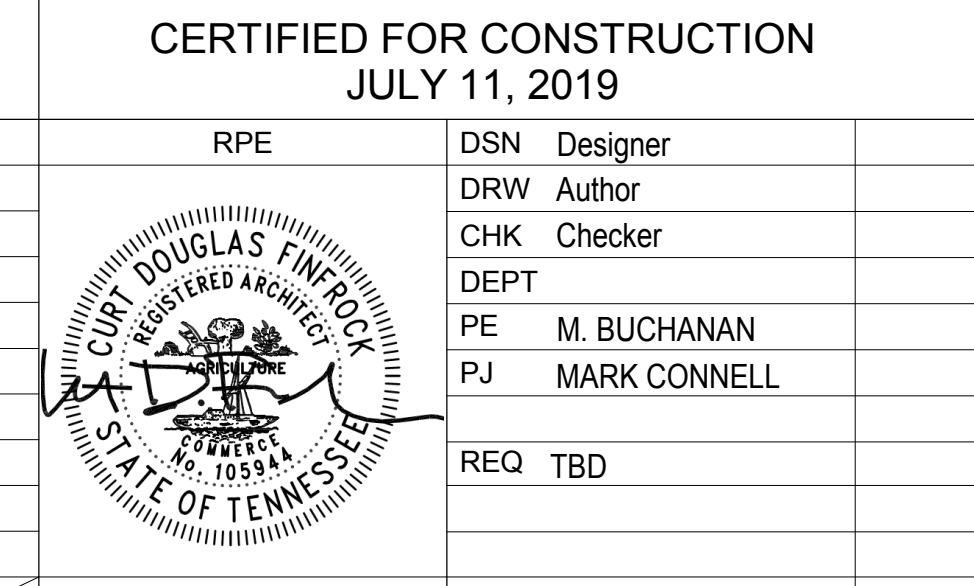 CERTIFIED FOR CONSTRUCTION
JULY 11, 2019
RPE
DSN Designer
DRW Author
CHK Checker
DEPT
PE M. BUCHANAN
PJ MARK CONNELL
REQ TBD
CURT DOUGLAS FINFROCK
REGISTERED ARCHITECT
AGRICULTURE
COMMERCE
No. 105944
STATE OF TENNESSEE